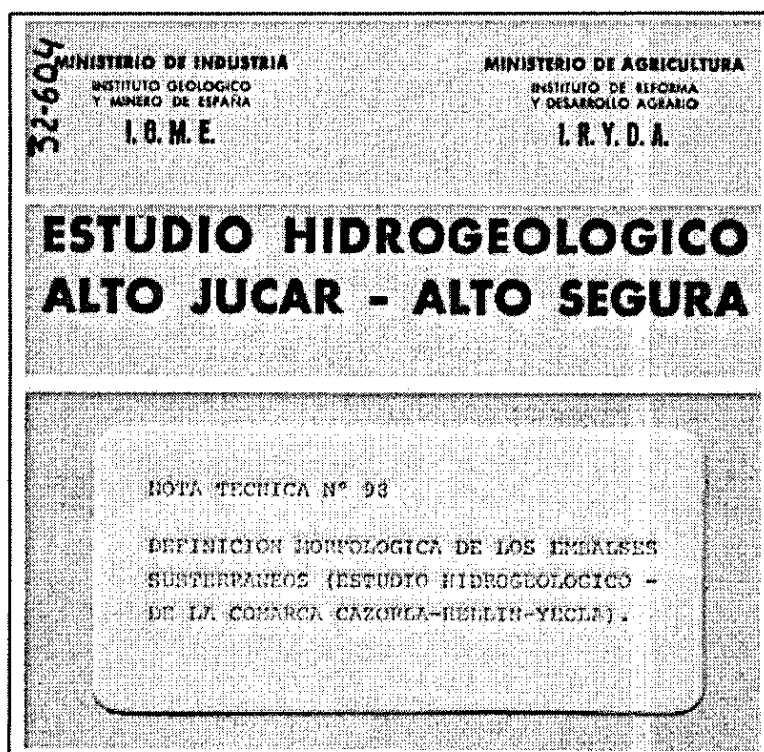 32-604
MINISTERIO DE INDUSTRIA
INSTITUTO GEOLOGICO
Y MINERO DE ESPAÑA
I. G. M. E.
MINISTERIO DE AGRICULTURA
INSTITUTO DE REFORMA
Y DESARROLLO AGRARIO
I. R. Y. D. A.
ESTUDIO HIDROGEOLOGICO
ALTO JUCAR - ALTO SEGURA
NOTA TECNICA Nº 98
DEFINICION MORFOLOGICA DE LOS EMBALSES
SUBTERRANEOS (ESTUDIO HIDROGEOLOGICO -
DE LA COMARCA CAZORLA-HELLIN-YECLA).